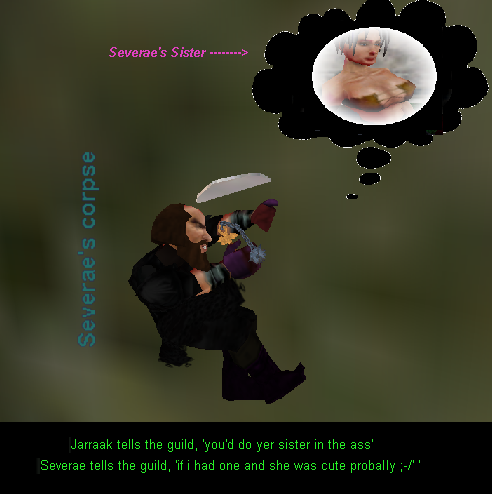 Severae's Sister -------->
Severae's corpse
Jarraak tells the guild, 'you'd do yer sister in the ass'
Severae tells the guild, 'if i had one and she was cute probally ;-/' '